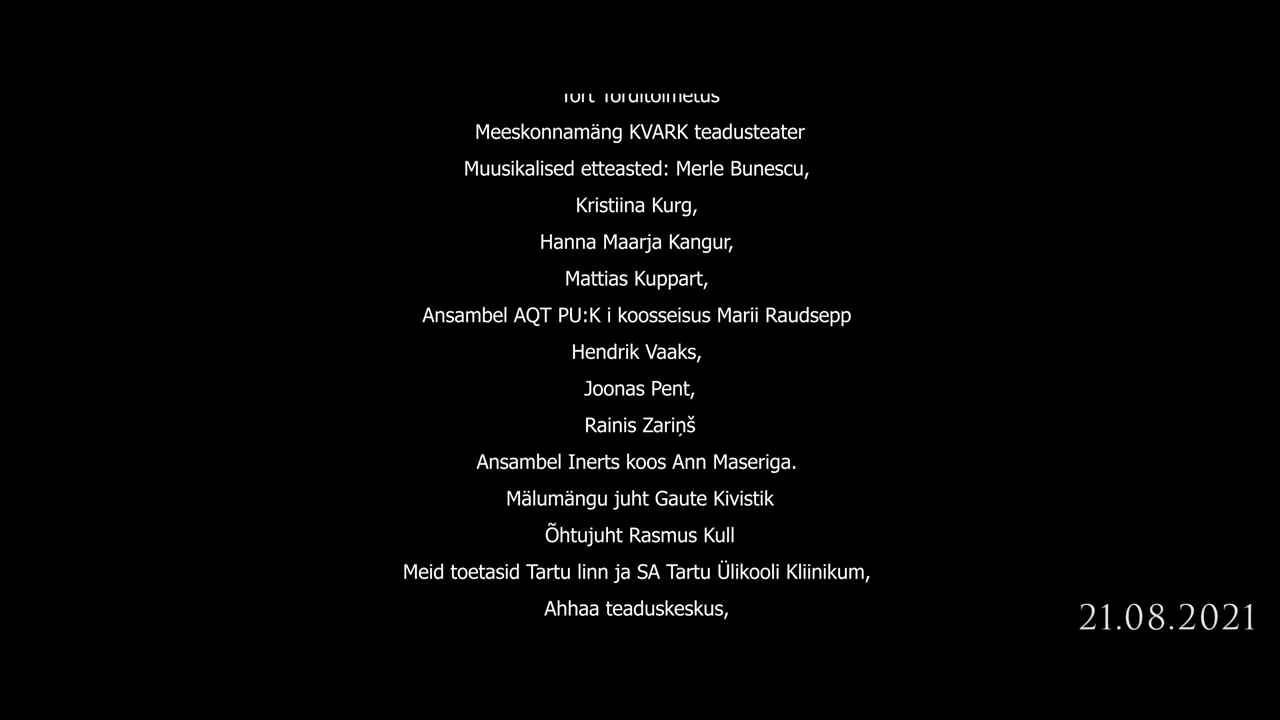 Tort Torditoimetus
Meeskonnamäng KVARK teadusteater
Muusikalised etteasted: Merle Bunescu,
Kristiina Kurg,
Hanna Maarja Kangur,
Mattias Kuppart,
Ansambel AQT PU:K i koosseisus Marii Raudsepp
Hendrik Vaaks,
Joonas Pent,
Rainis Zariņš
Ansambel Inerts koos Ann Maseriga.
Mälumängu juht Gaute Kivistik
Õhtujuht Rasmus Kull
Meid toetasid Tartu linn ja SA Tartu Ülikooli Kliinikum,
Ahhaa teaduskeskus,
21.08.2021